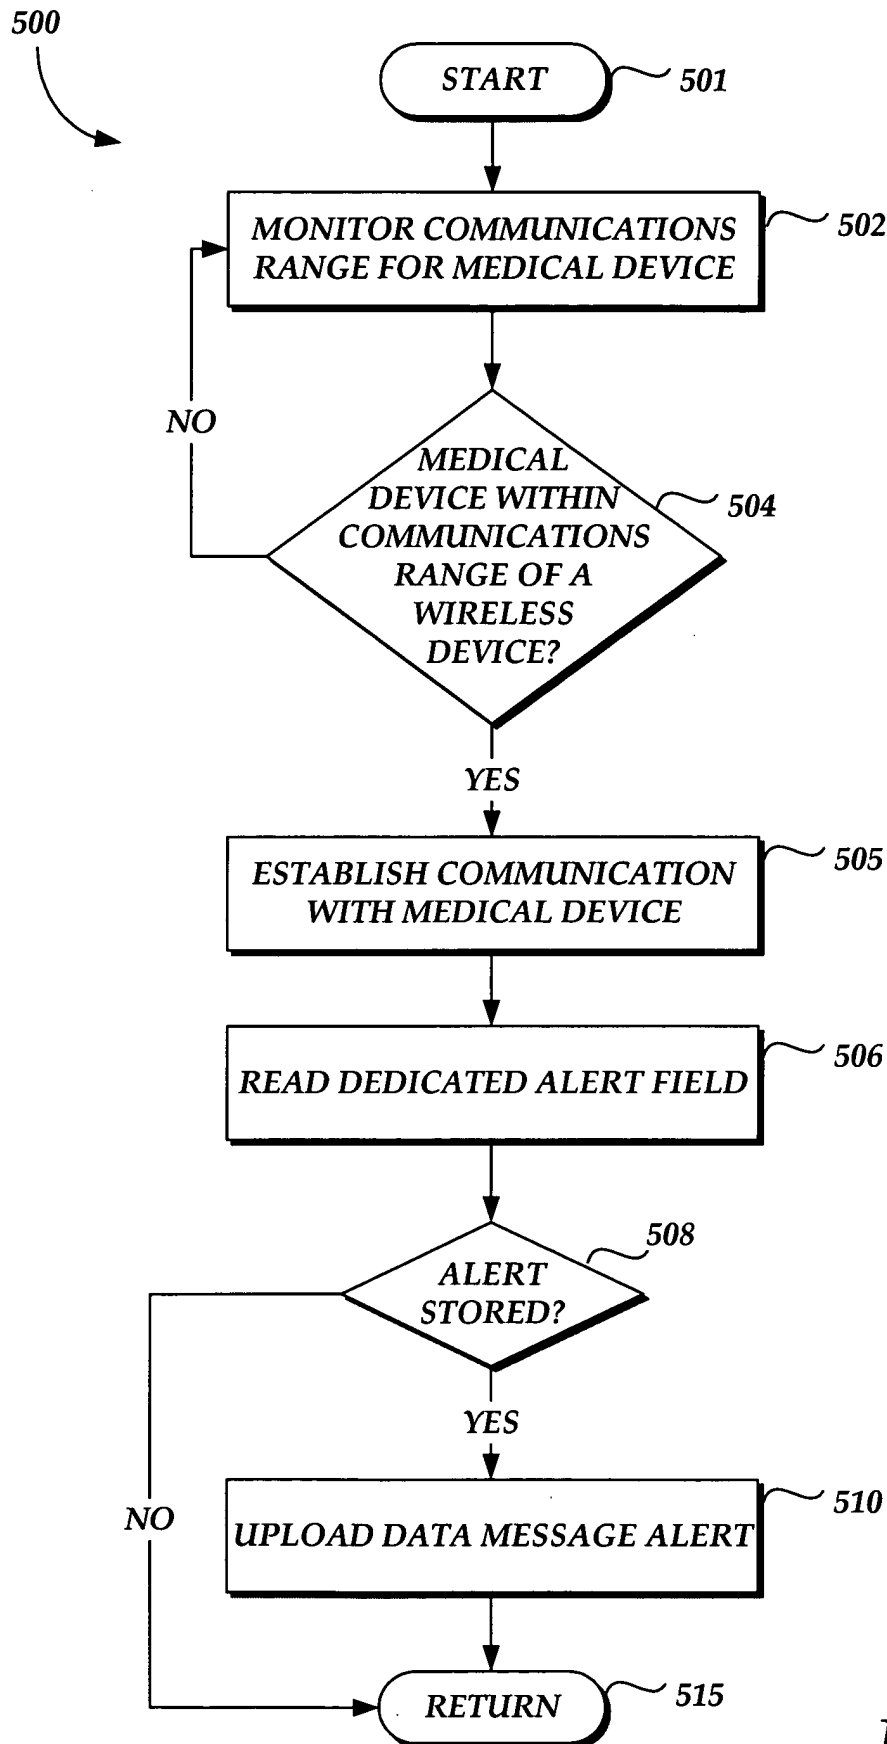 500
START
501
MONITOR COMMUNICATIONS
RANGE FOR MEDICAL DEVICE
502
NO
MEDICAL
DEVICE WITHIN
COMMUNICATIONS
RANGE OF A
WIRELESS
DEVICE?
504
YES
ESTABLISH COMMUNICATION
WITH MEDICAL DEVICE
505
READ DEDICATED ALERT FIELD
506
ALERT
STORED?
508
YES
NO
UPLOAD DATA MESSAGE ALERT
510
RETURN
515